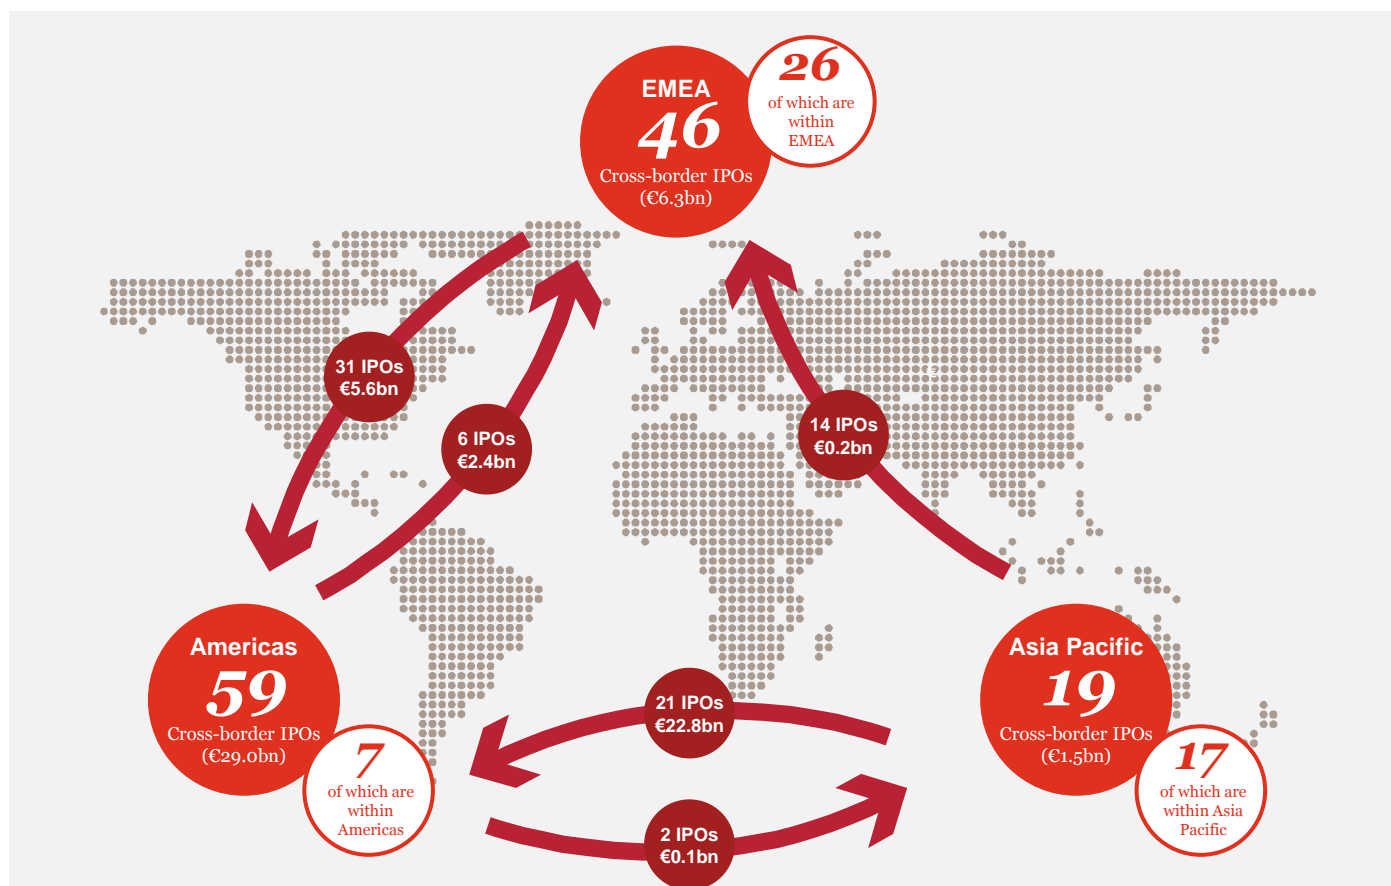 EMEA
46
Cross-border IPOs
(€6.3bn)
26
of which are
within
EMEA
31 IPOs
€5.6bn
6 IPOs
€2.4bn
€
14 IPOs
€0.2bn
Americas
59
Cross-border IPOs
(€29.0bn)
7
of which are
within
Americas
21 IPOs
€22.8bn
2 IPOs
€0.1bn
Asia Pacific
19
Cross-border IPOs
(€1.5bn)
17
of which are
within Asia
Pacific